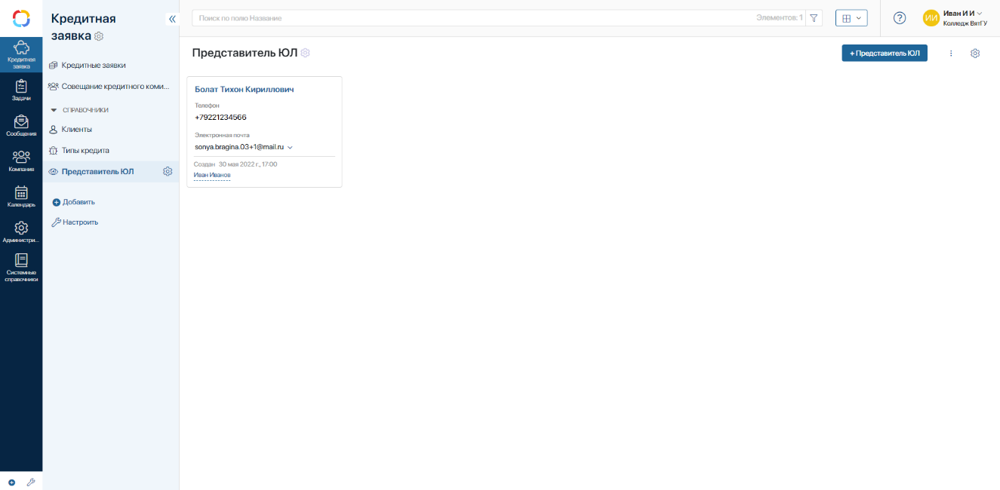 Кредитная
заявка
Задачи
Сообщения
Компания
Календарь
Администри...
Системные
справочники
Кредитная
заявка
Кредитные заявки
Совещание кредитного коми...
СПРАВОЧНИКИ
Клиенты
Типы кредита
Представитель ЮЛ
Добавить
Настроить
Поиск по полю Название
Элементов: 1
ИИ
Иван И И
Колледж ВятГУ
Представитель ЮЛ
+ Представитель ЮЛ
Болат Тихон Кириллович
Телефон
+79221234566
Электронная почта
sonya.bragina.03+1@mail.ru
Создан 30 мая 2022 г., 17:00
Иван Иванов